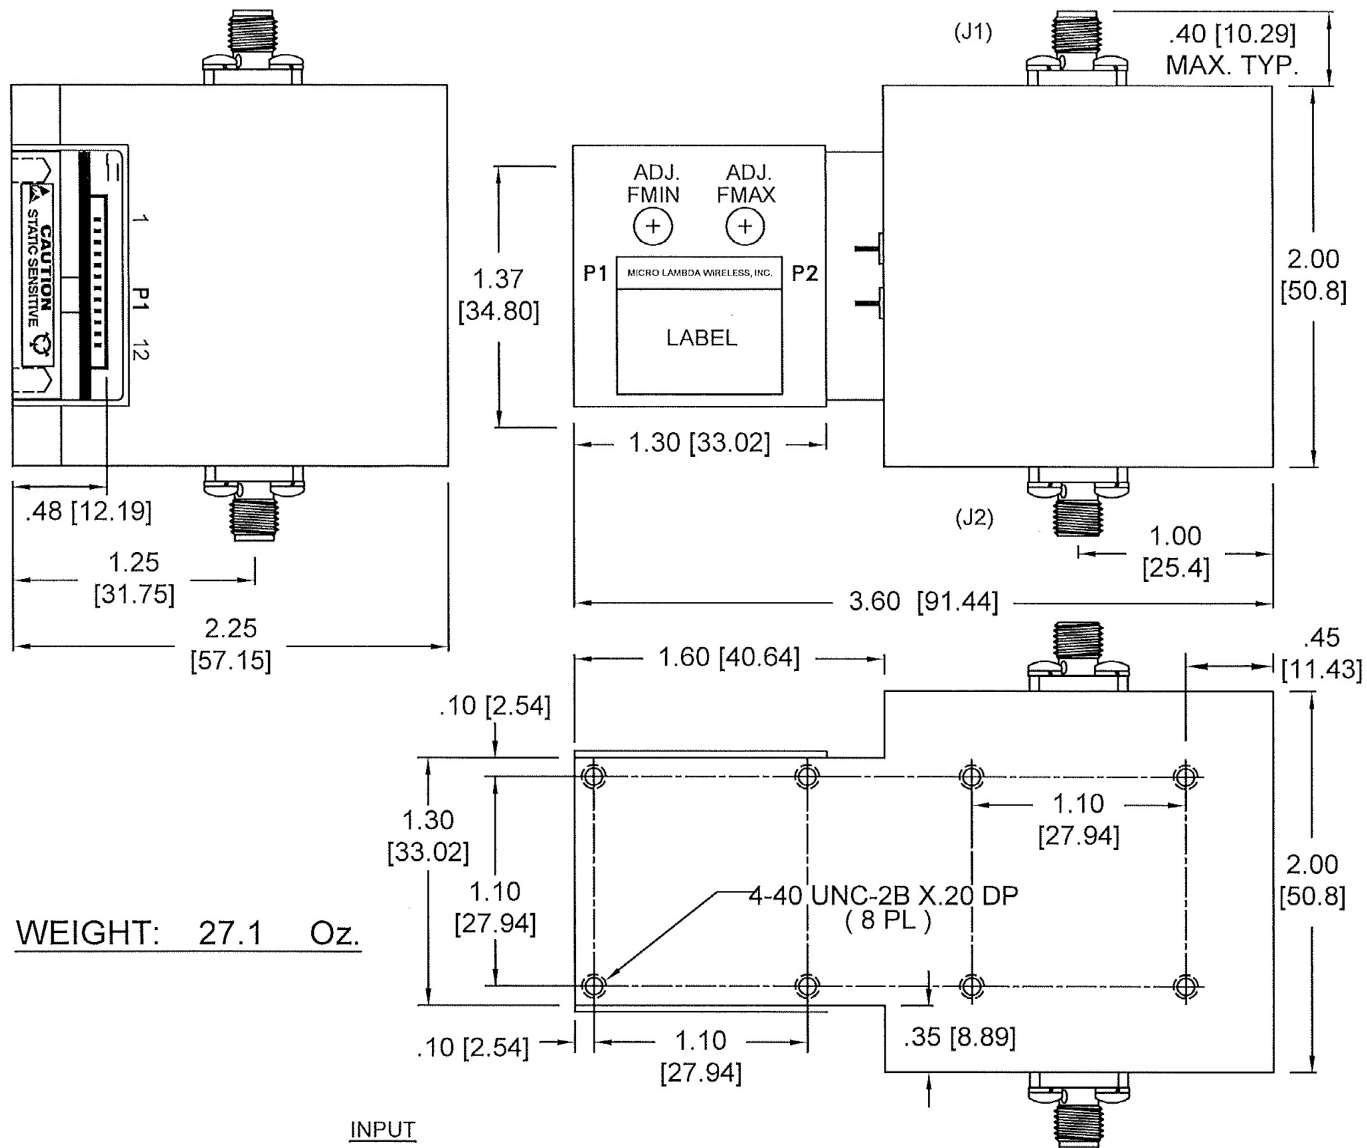 (J1)
.40 [10.29]
MAX. TYP.
1
P1
12
CAUTION
STATIC SENSITIVE
ADJ.
FMIN
ADJ.
FMAX
P1
MICRO LAMBDA WIRELESS, INC.
P2
LABEL
1.37
[34.80]
2.00
[50.8]
1.30 [33.02]
.48 [12.19]
1.25
[31.75]
2.25
[57.15]
(J2)
1.00
[25.4]
3.60 [91.44]
1.60 [40.64]
.45
[11.43]
.10 [2.54]
1.30
[33.02]
1.10
[27.94]
1.10
[27.94]
4-40 UNC-2B X.20 DP
( 8 PL )
2.00
[50.8]
WEIGHT: 27.1 Oz.
.10 [2.54]
1.10
[27.94]
.35 [8.89]
INPUT